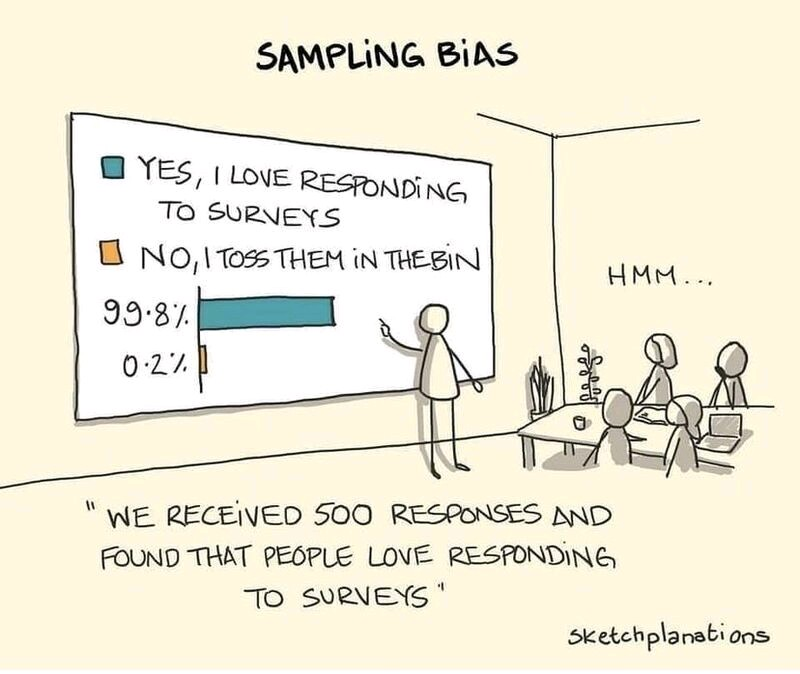 SAMPLING BIAS
YES, I LOVE RESPONDING
TO SURVEYS
NO, I TOSS THEM IN THE BIN
99.8%
0.2%
HMM...
"WE RECEIVED 500 RESPONSES AND
FOUND THAT PEOPLE LOVE RESPONDING
TO SURVEYS"
sketchplanations